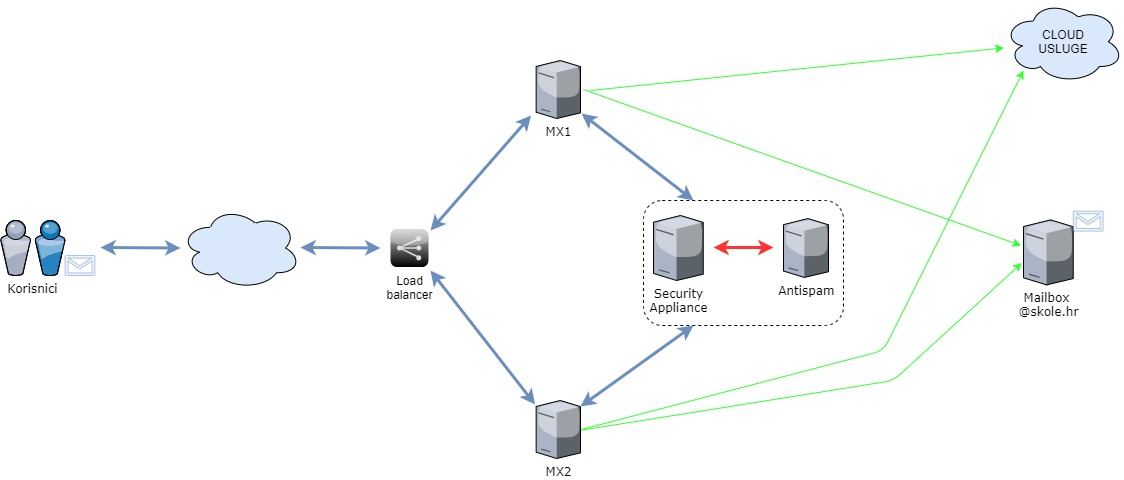 CLOUD
USLUGE
MX1
Korisnici
Load
balancer
Security
Appliance
Antispam
Mailbox
@skole.hr
MX2